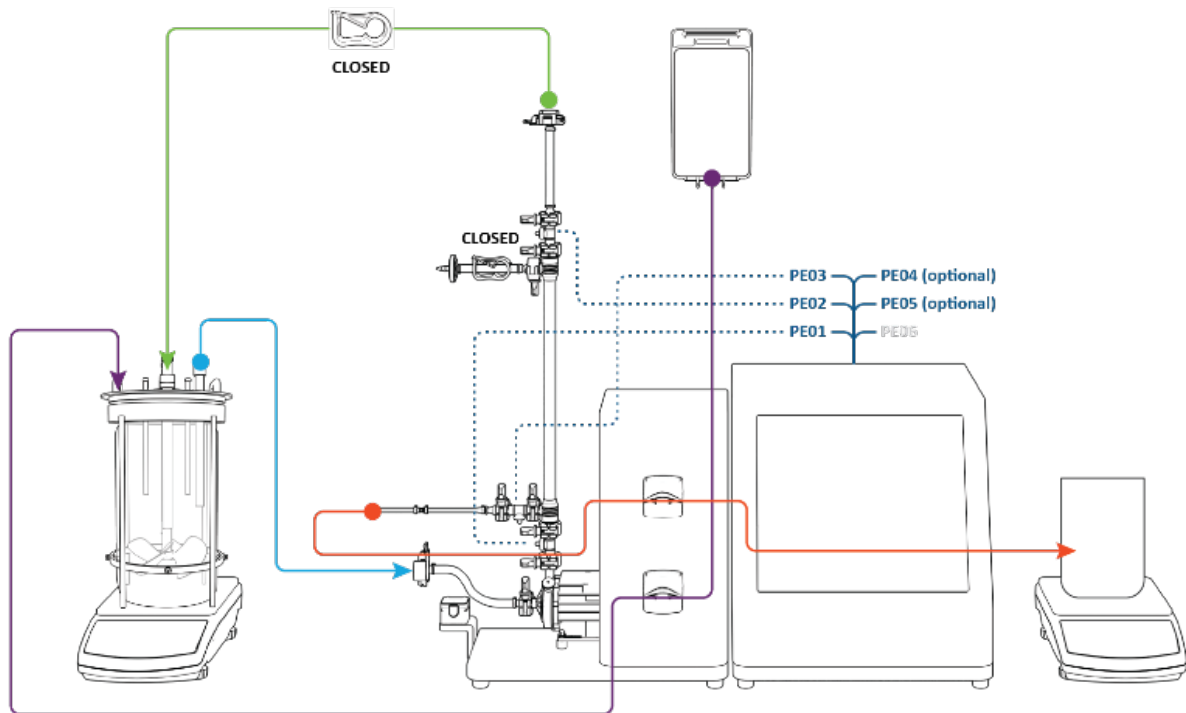 CLOSED
CLOSED
PE03
PE04 (optional)
PE02
PE05 (optional)
PE01
PE06